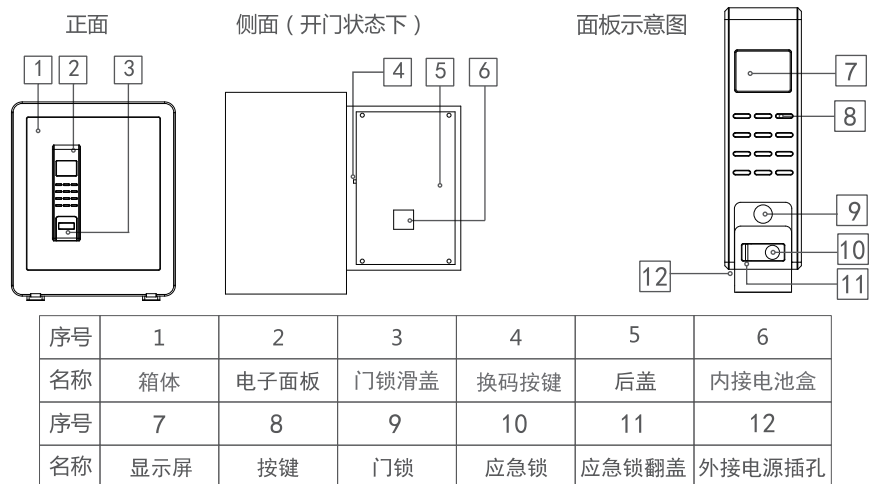 正面 侧面（开门状态下） 面板示意图
1 2 3
4 5 6
7
8
9
10
11
12
序号 1 2 3 4 5 6
名称 箱体 电子面板 门锁滑盖 换码按键 后盖 内接电池盒
序号 7 8 9 10 11 12
名称 显示屏 按键 门锁 应急锁 应急锁翻盖 外接电源插孔